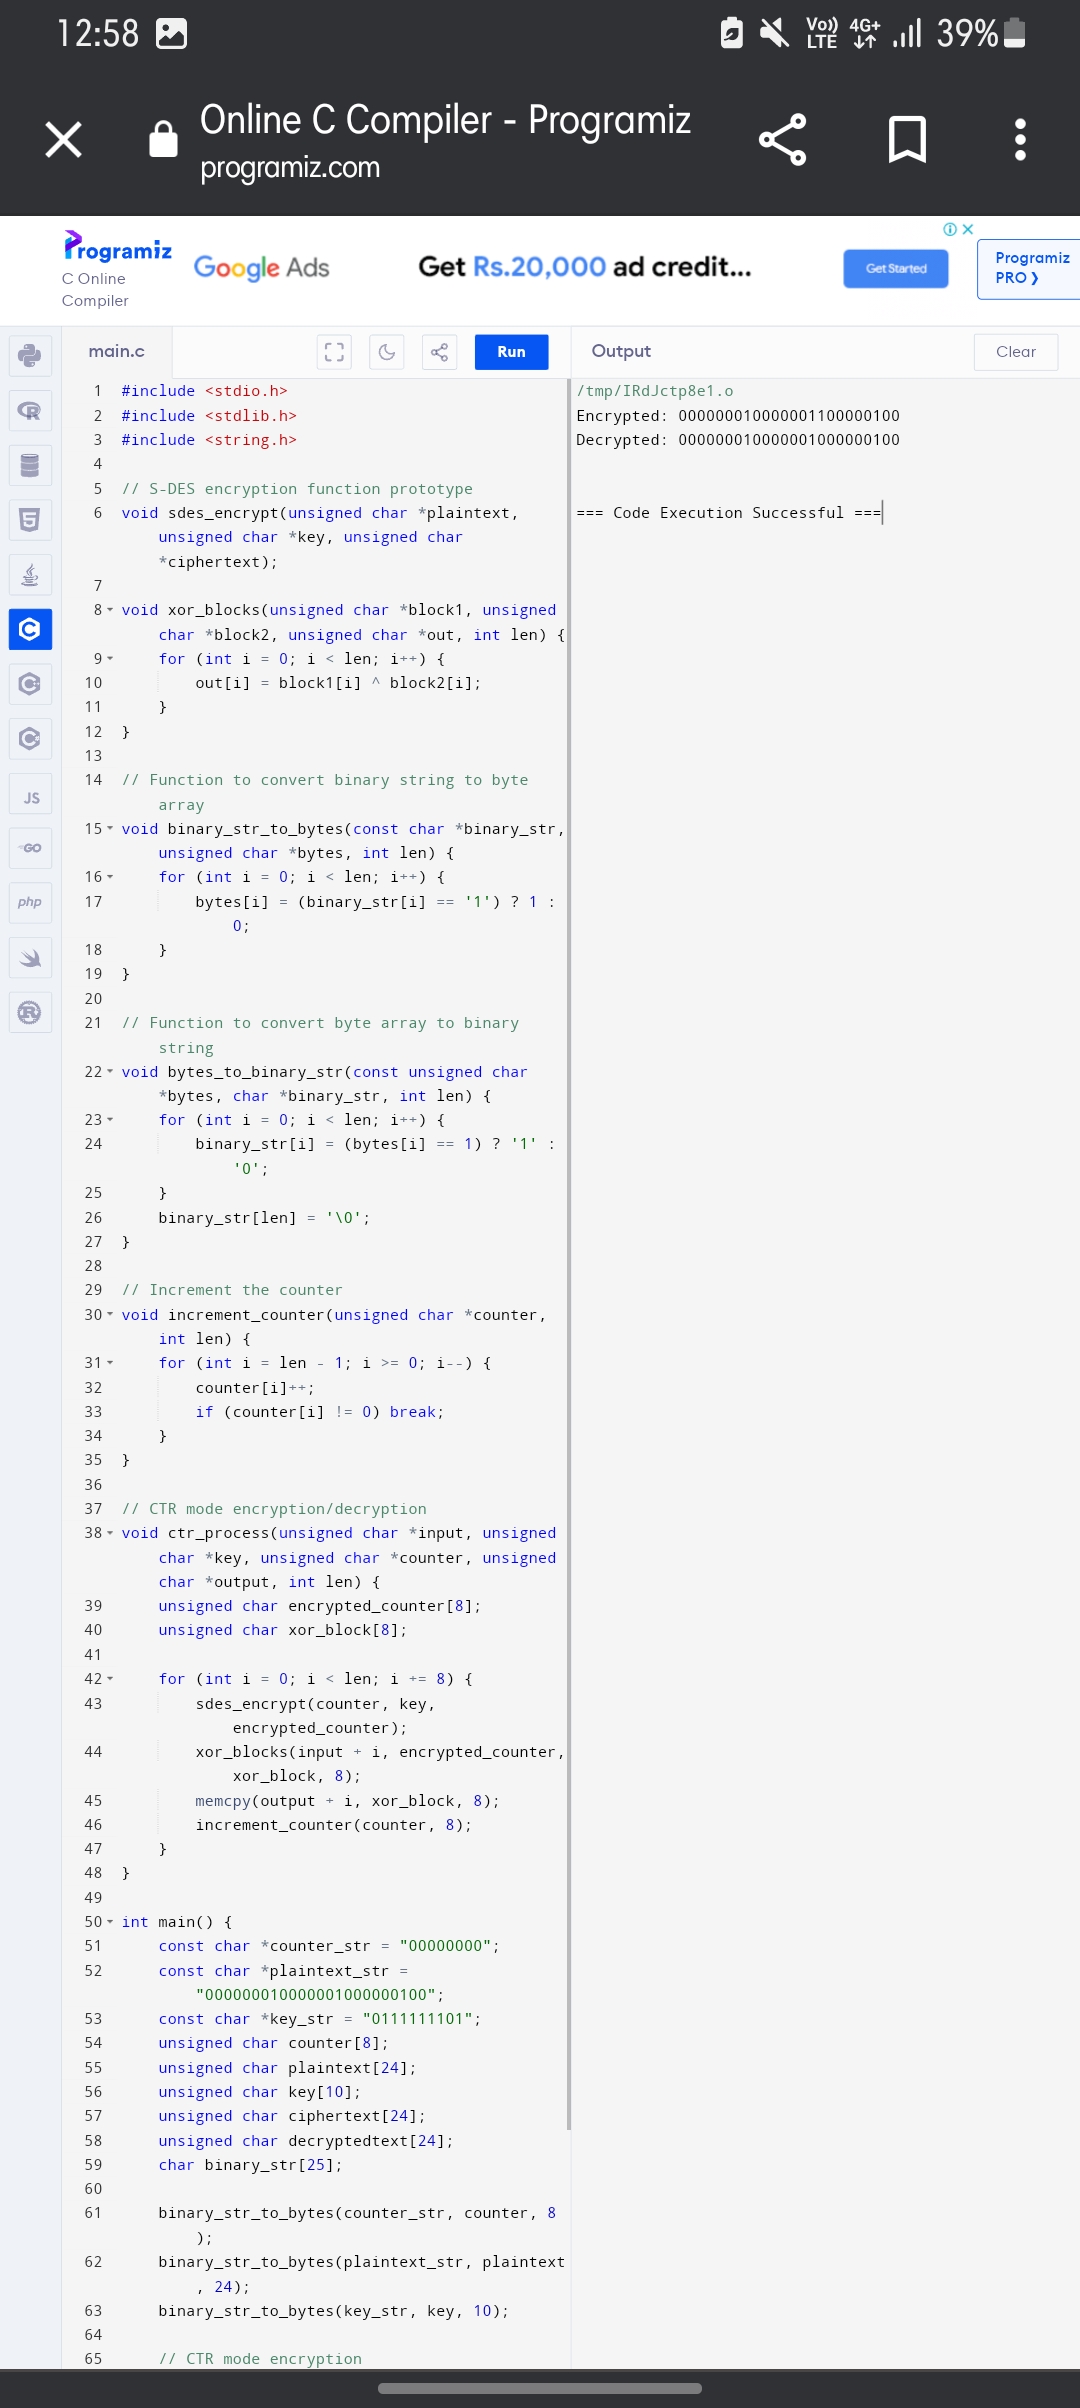 12:58
Vo)) LTE 4G+ 39%
Online C Compiler - Programiz
programiz.com
Programiz
C Online
Compiler
Google Ads
Get Rs.20,000 ad credit...
Get Started
Programiz
PRO ❯
main.c
Run
Output
Clear
JS
GO
php
1 #include <stdio.h>
2 #include <stdlib.h>
3 #include <string.h>
4
5 // S-DES encryption function prototype
6 void sdes_encrypt(unsigned char *plaintext,
unsigned char *key, unsigned char
*ciphertext);
7
8 void xor_blocks(unsigned char *block1, unsigned
char *block2, unsigned char *out, int len) {
9 for (int i = 0; i < len; i++) {
10 out[i] = block1[i] ^ block2[i];
11 }
12 }
13
14 // Function to convert binary string to byte
array
15 void binary_str_to_bytes(const char *binary_str,
unsigned char *bytes, int len) {
16 for (int i = 0; i < len; i++) {
17 bytes[i] = (binary_str[i] == '1') ? 1 :
0;
18 }
19 }
20
21 // Function to convert byte array to binary
string
22 void bytes_to_binary_str(const unsigned char
*bytes, char *binary_str, int len) {
23 for (int i = 0; i < len; i++) {
24 binary_str[i] = (bytes[i] == 1) ? '1' :
'0';
25 }
26 binary_str[len] = '\0';
27 }
28
29 // Increment the counter
30 void increment_counter(unsigned char *counter,
int len) {
31 for (int i = len - 1; i >= 0; i--) {
32 counter[i]++;
33 if (counter[i] != 0) break;
34 }
35 }
36
37 // CTR mode encryption/decryption
38 void ctr_process(unsigned char *input, unsigned
char *key, unsigned char *counter, unsigned
char *output, int len) {
39 unsigned char encrypted_counter[8];
40 unsigned char xor_block[8];
41
42 for (int i = 0; i < len; i += 8) {
43 sdes_encrypt(counter, key,
encrypted_counter);
44 xor_blocks(input + i, encrypted_counter,
xor_block, 8);
45 memcpy(output + i, xor_block, 8);
46 increment_counter(counter, 8);
47 }
48 }
49
50 int main() {
51 const char *counter_str = "00000000";
52 const char *plaintext_str =
"000000010000001000000100";
53 const char *key_str = "0111111101";
54 unsigned char counter[8];
55 unsigned char plaintext[24];
56 unsigned char key[10];
57 unsigned char ciphertext[24];
58 unsigned char decryptedtext[24];
59 char binary_str[25];
60
61 binary_str_to_bytes(counter_str, counter, 8
);
62 binary_str_to_bytes(plaintext_str, plaintext
, 24);
63 binary_str_to_bytes(key_str, key, 10);
64
65 // CTR mode encryption
/tmp/IRdJctp8e1.o
Encrypted: 000000010000001100000100
Decrypted: 000000010000001000000100
=== Code Execution Successful ===